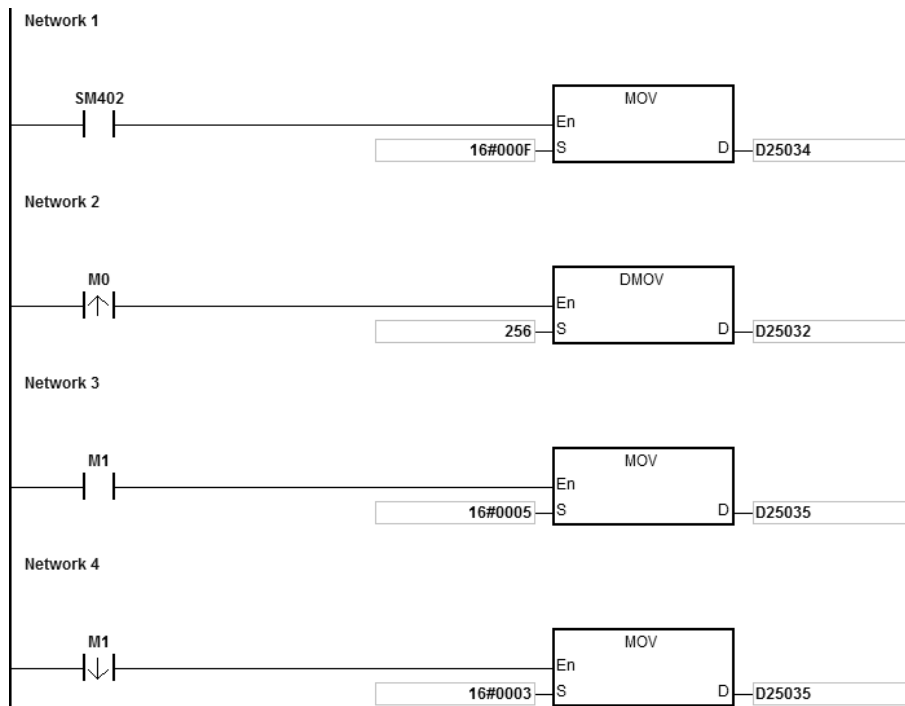 Network 1
SM402
MOV
En
16#000F S D D25034
Network 2
M0
DMOV
En
256 S D D25032
Network 3
M1
MOV
En
16#0005 S D D25035
Network 4
M1
MOV
En
16#0003 S D D25035